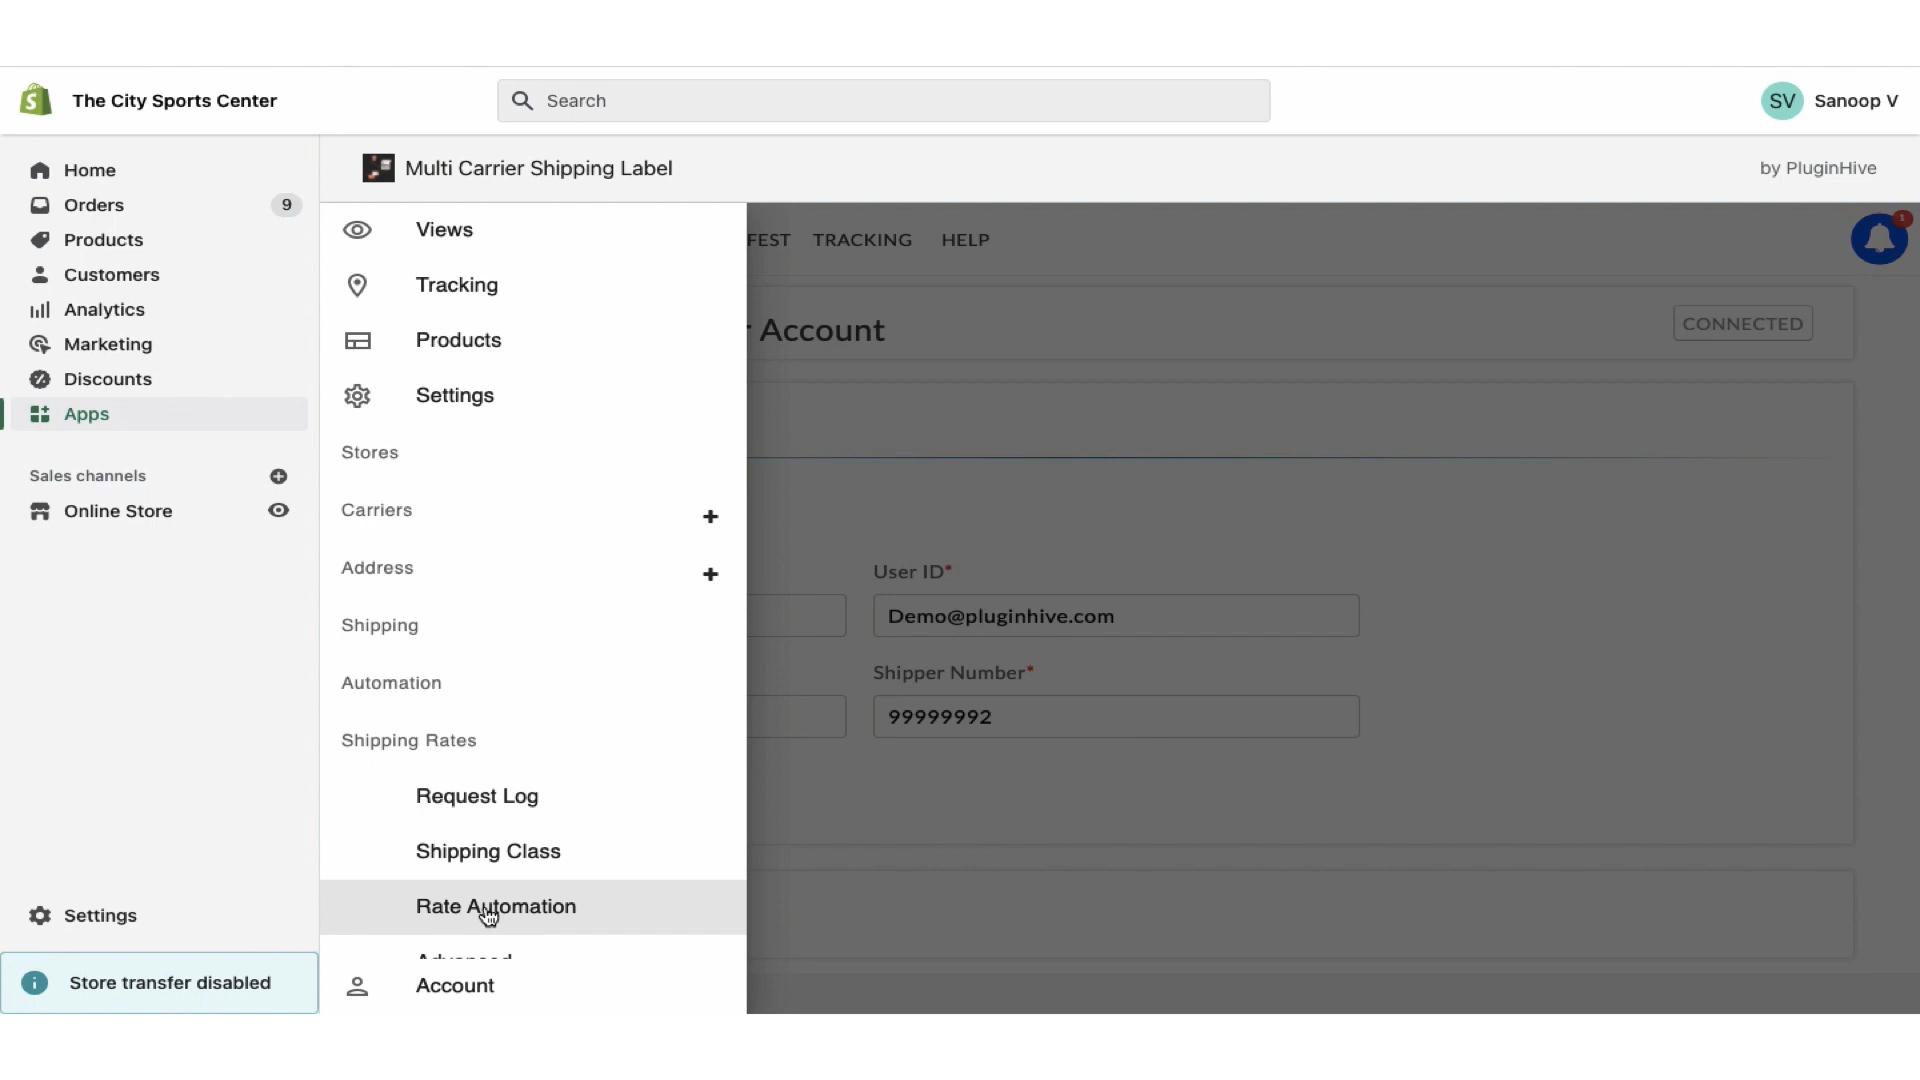 The City Sports Center
Search
SV Sanoop V
Home
Orders 9
Products
Customers
Analytics
Marketing
Discounts
Apps
Sales channels
Online Store
Settings
Store transfer disabled
Multi Carrier Shipping Label
by PluginHive
Views
Tracking
Products
Settings
Stores
Carriers
Address
Shipping
Automation
Shipping Rates
Request Log
Shipping Class
Rate Automation
Account
FEST TRACKING HELP
1
r Account
CONNECTED
User ID*
Demo@pluginhive.com
Shipper Number*
99999992